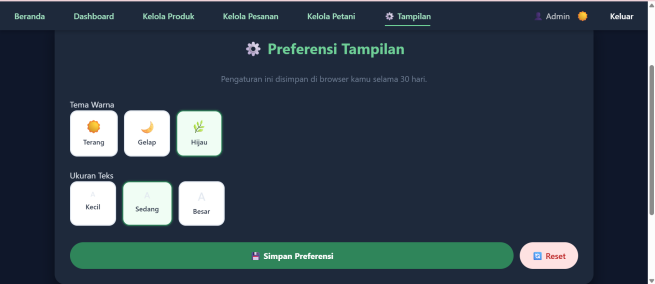 Beranda Dashboard Kelola Produk Kelola Pesanan Kelola Petani Tampilan Admin Keluar
Preferensi Tampilan
Pengaturan ini disimpan di browser kamu selama 30 hari.
Tema Warna
Terang Gelap Hijau
Ukuran Teks
A A A
Kecil Sedang Besar
Simpan Preferensi Reset